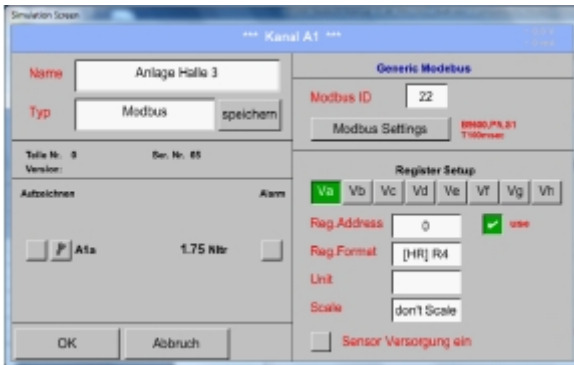 Simulation Screen
*** Kanal A1 ***
Name
Anlage Halle 3
Typ
Modbus
speichern
Teile Nr. 0
Ser. Nr. 65
Version:
Aufzeichnen
Alarm
A1a
1.75 Nltr
OK
Abbruch
Generic Modebus
Modbus ID
22
Modbus Settings
Register Setup
Va
Vb
Vc
Vd
Ve
Vf
Vg
Vh
Reg.Address
0
use
Reg.Format
[HR] R4
Unit
Scale
don't Scale
Sensor Versorgung ein